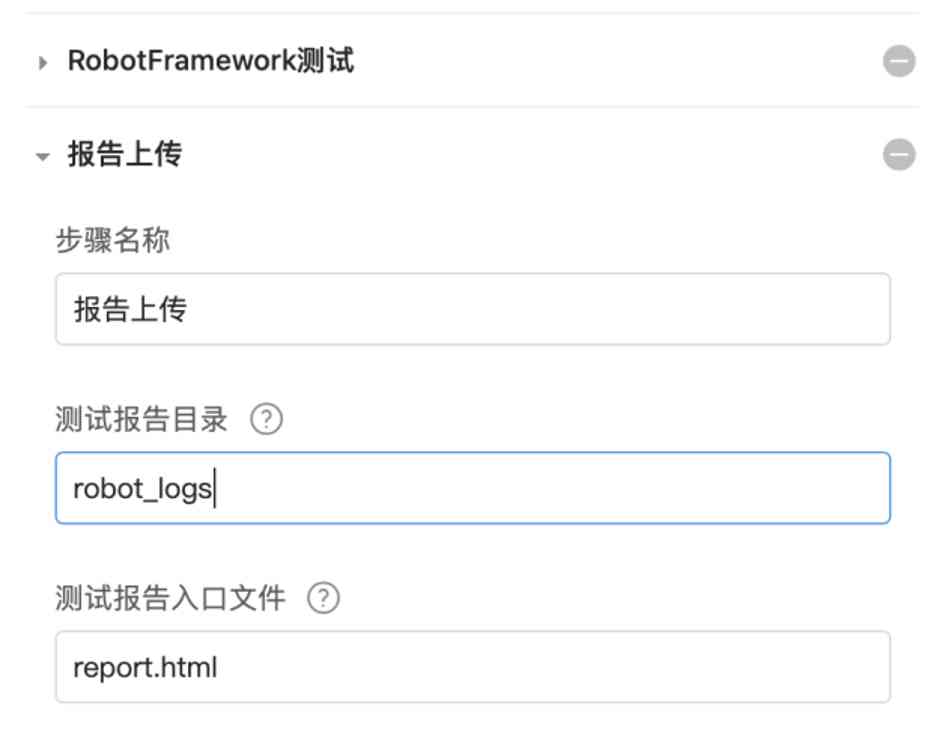 RobotFramework测试
报告上传
步骤名称
报告上传
测试报告目录 ?
robot_logs
测试报告入口文件 ?
report.html